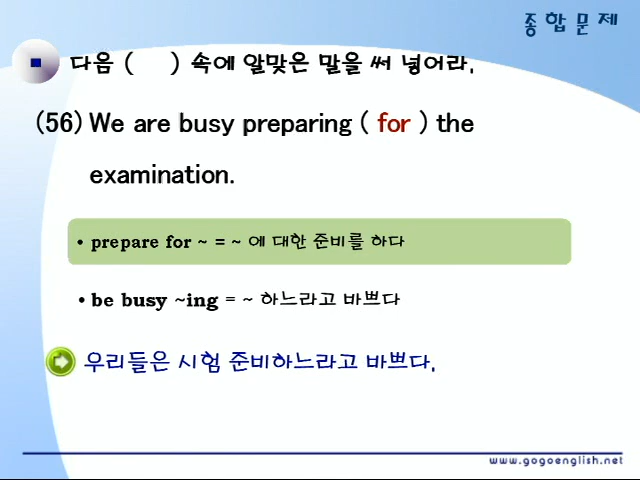 종합문제
다음 (    ) 속에 알맞은 말을 써 넣어라.
(56) We are busy preparing ( for ) the
examination.
• prepare for ~ = ~ 에 대한 준비를 하다
• be busy ~ing = ~ 하느라고 바쁘다
우리들은 시험 준비하느라고 바쁘다.
www.gogoenglish.net